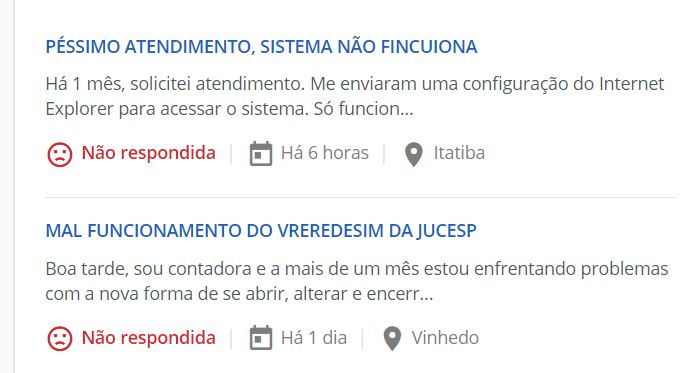 PÉSSIMO ATENDIMENTO, SISTEMA NÃO FINCUIONA
Há 1 mês, solicitei atendimento. Me enviaram uma configuração do Internet
Explorer para acessar o sistema. Só funcion...
Não respondida | Há 6 horas | Itatiba
MAL FUNCIONAMENTO DO VREREDESIM DA JUCESP
Boa tarde, sou contadora e a mais de um mês estou enfrentando problemas
com a nova forma de se abrir, alterar e encerr...
Não respondida | Há 1 dia | Vinhedo